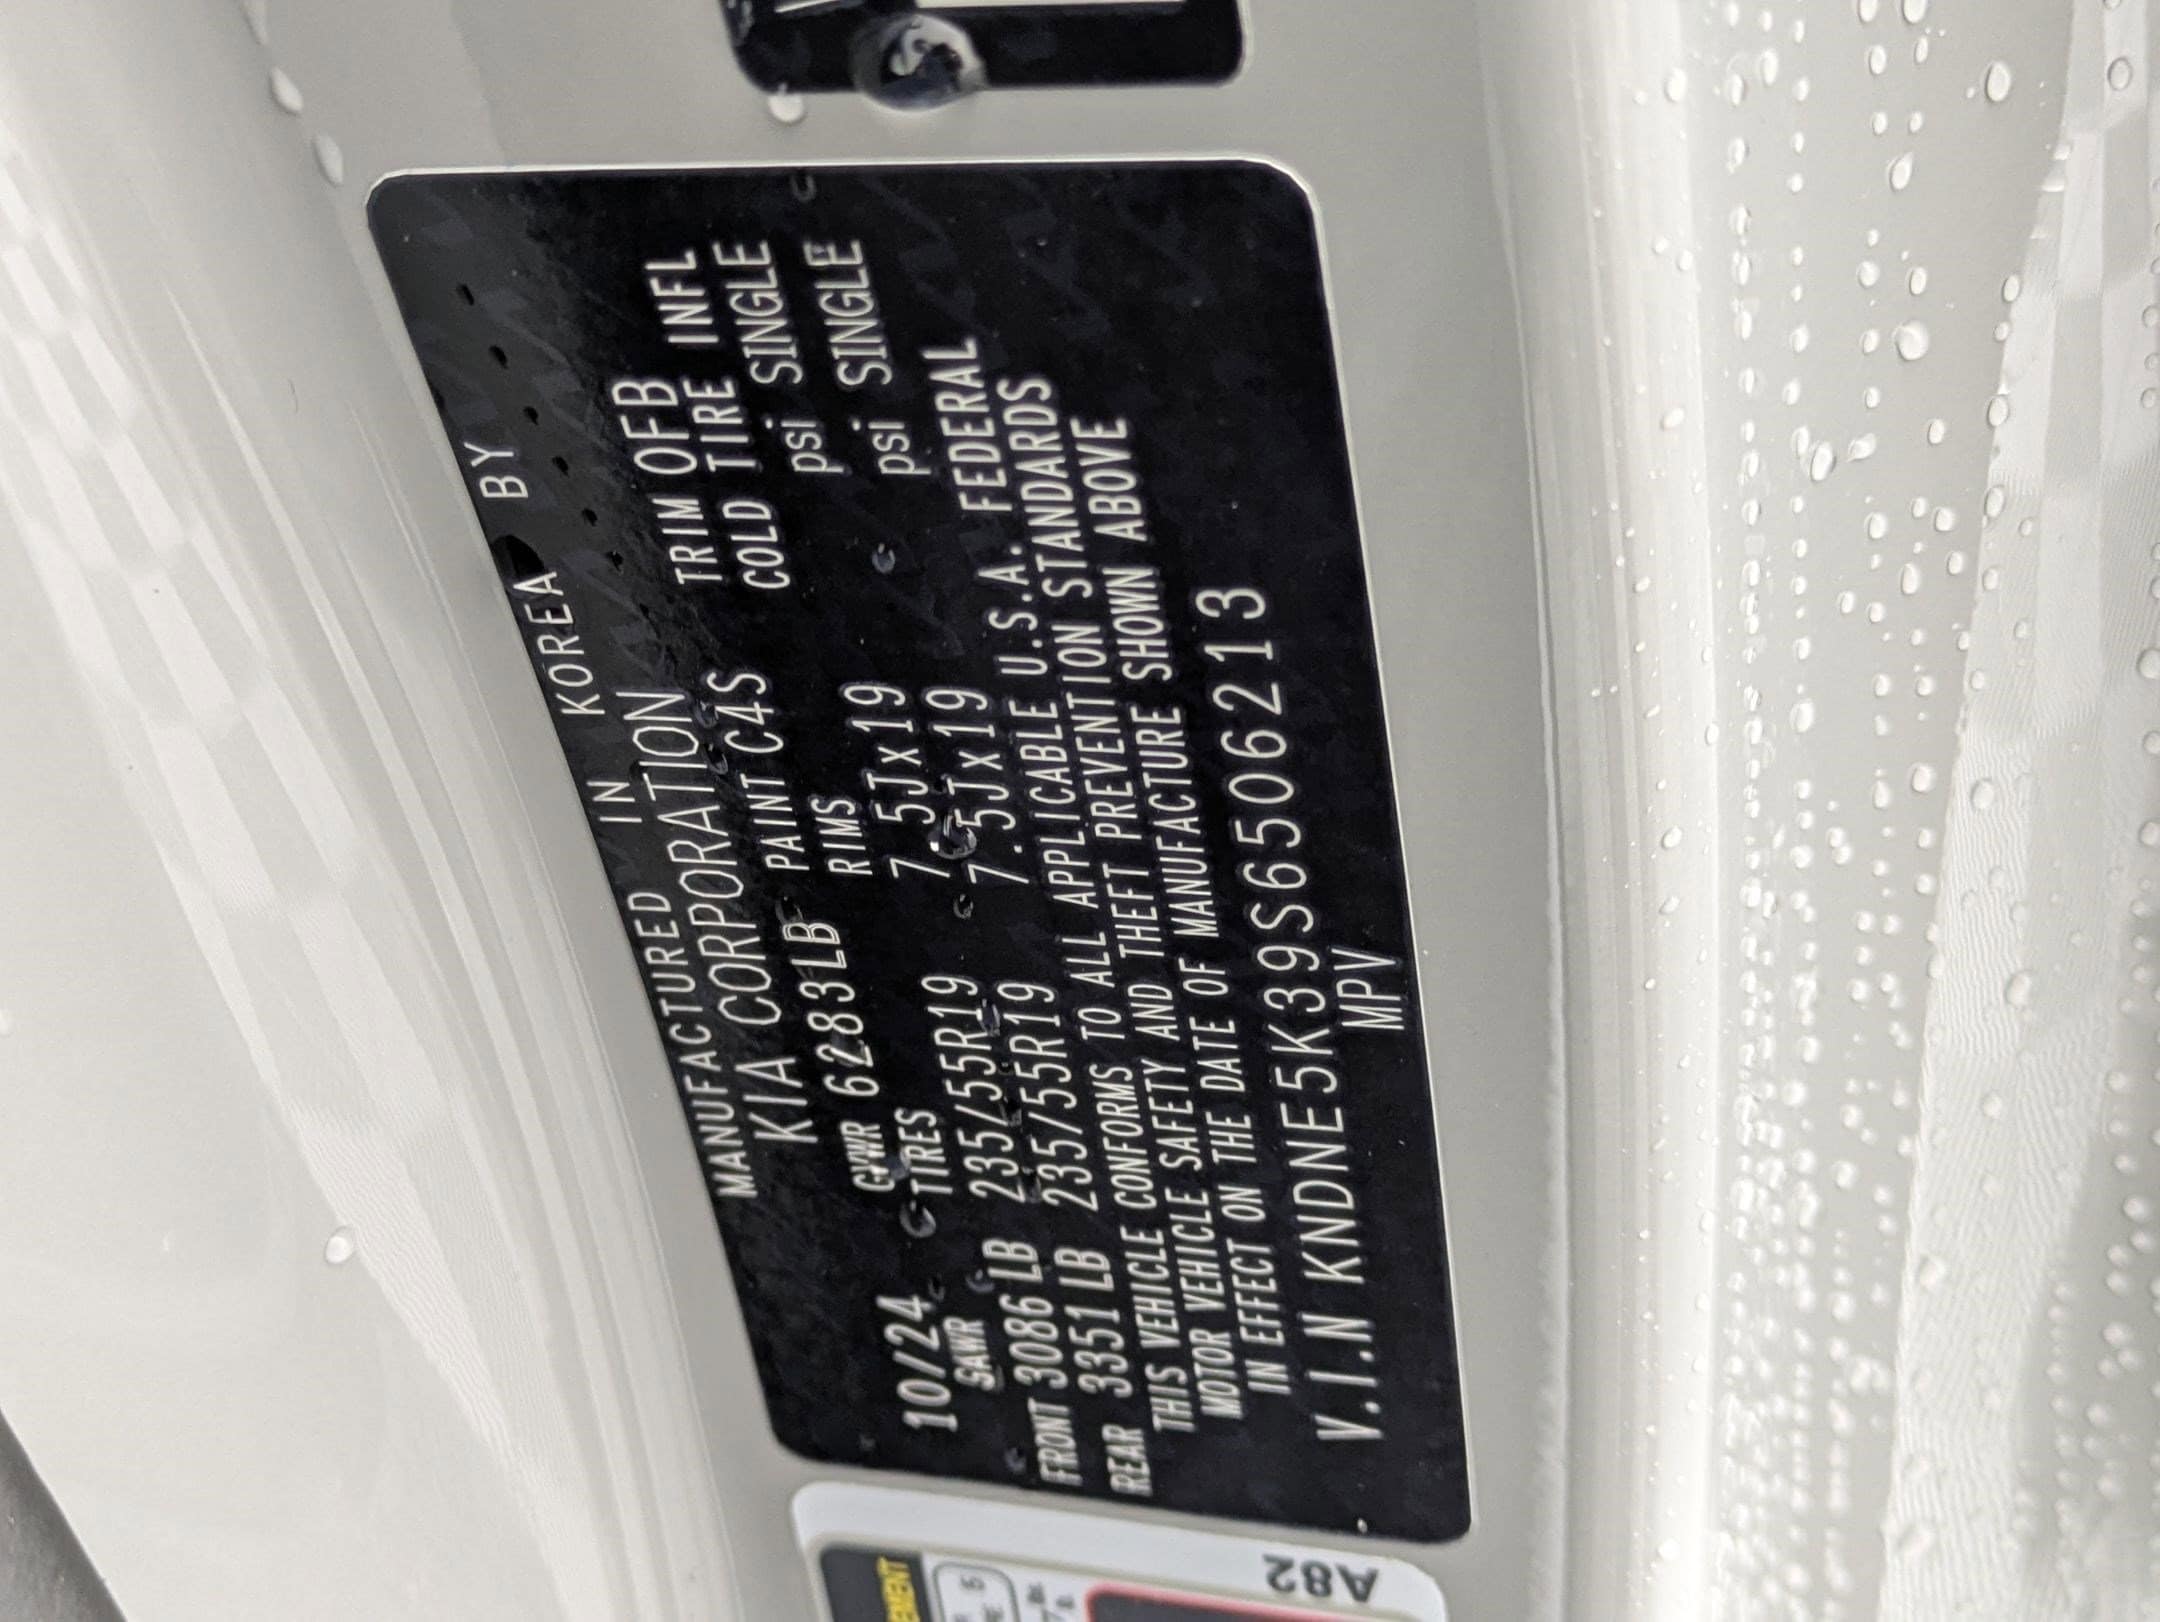 MANUFACTURED IN KOREA BY
KIA CORPORATION
10/24 GVWR 6283LB PAINT C4S TRIM OFB
GAWR TIRES RIMS COLD TIRE INFL
FRONT 3086 LB 235/55R19 7.5Jx19 psi SINGLE
REAR 3351 LB 235/55R19 7.5Jx19 psi SINGLE
THIS VEHICLE CONFORMS TO ALL APPLICABLE U.S.A. FEDERAL
MOTOR VEHICLE SAFETY AND THEFT PREVENTION STANDARDS
IN EFFECT ON THE DATE OF MANUFACTURE SHOWN ABOVE
V.I.N KNDNE5K39S6506213
MPV
A82
5